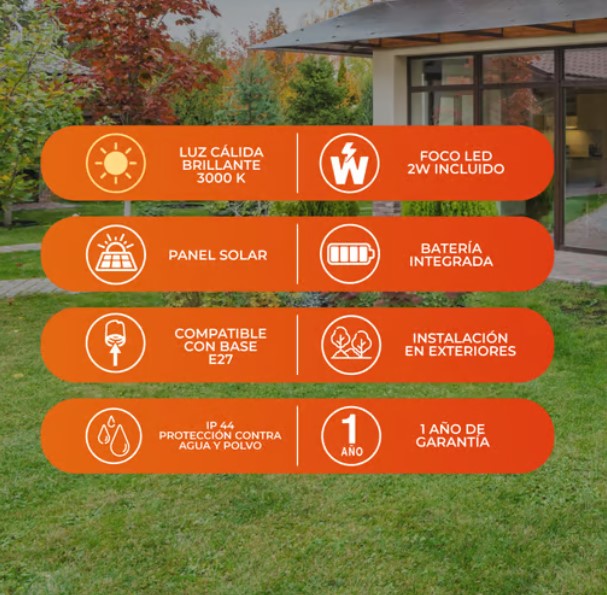 LUZ CÁLIDA
BRILLANTE
3000 K
W
FOCO LED
2W INCLUIDO
PANEL SOLAR
BATERÍA
INTEGRADA
COMPATIBLE
CON BASE
E27
INSTALACIÓN
EN EXTERIORES
IP 44
PROTECCIÓN CONTRA
AGUA Y POLVO
1
AÑO
1 AÑO DE
GARANTÍA